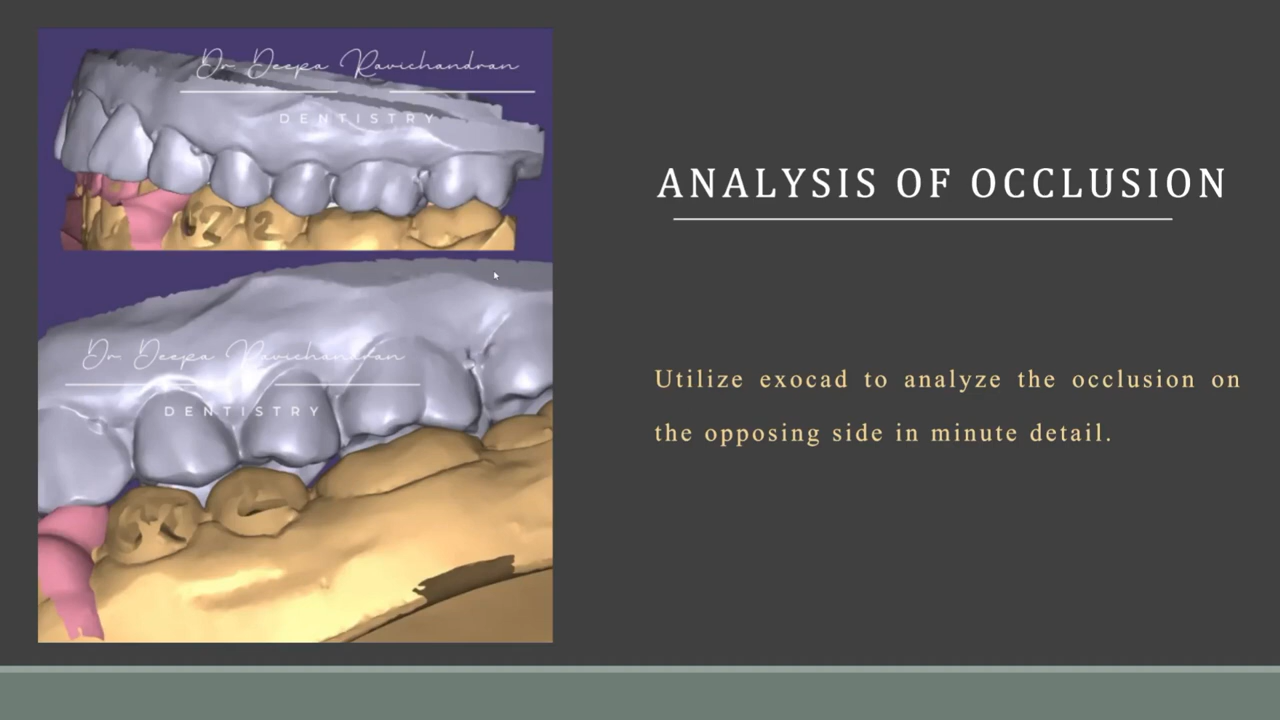 Dr. Deepa Ravichandran
DENTISTRY
Dr. Deepa Ravichandran
DENTISTRY
ANALYSIS OF OCCLUSION
Utilize exocad to analyze the occlusion on
the opposing side in minute detail.